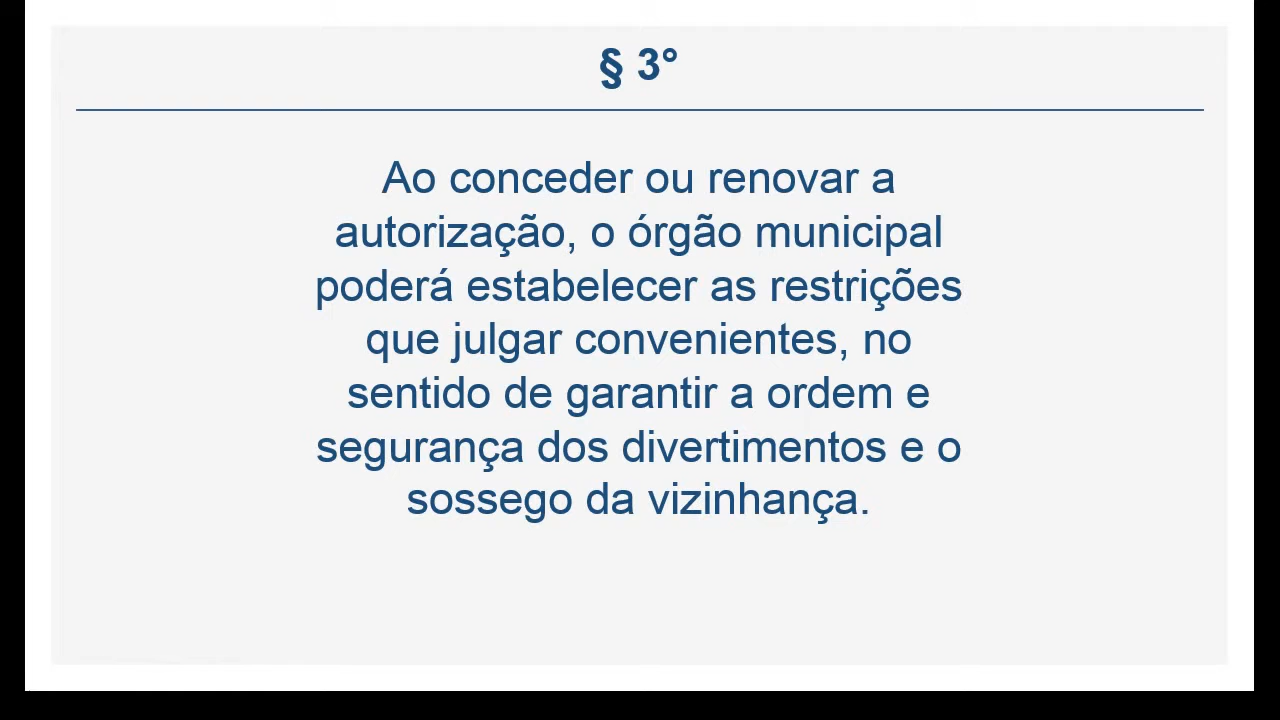 § 3°
Ao conceder ou renovar a
autorização, o órgão municipal
poderá estabelecer as restrições
que julgar convenientes, no
sentido de garantir a ordem e
segurança dos divertimentos e o
sossego da vizinhança.